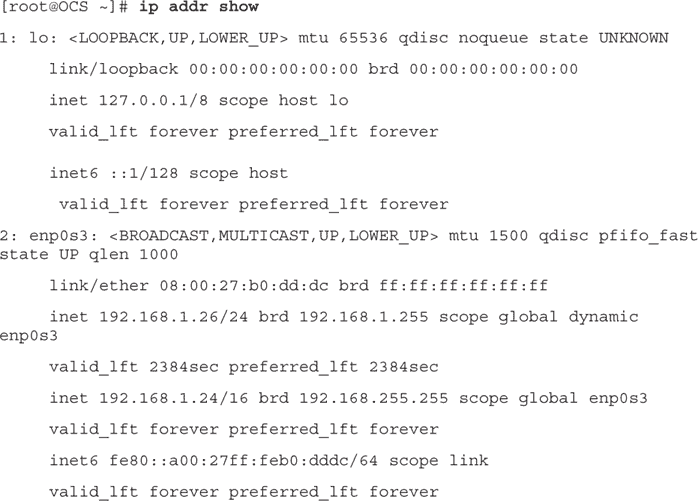 [root@OCS ~]# ip addr show
1: lo: <LOOPBACK,UP,LOWER_UP> mtu 65536 qdisc noqueue state UNKNOWN
link/loopback 00:00:00:00:00:00 brd 00:00:00:00:00:00
inet 127.0.0.1/8 scope host lo
valid_lft forever preferred_lft forever
inet6 ::1/128 scope host
valid_lft forever preferred_lft forever
2: enp0s3: <BROADCAST,MULTICAST,UP,LOWER_UP> mtu 1500 qdisc pfifo_fast
state UP qlen 1000
link/ether 08:00:27:b0:dd:dc brd ff:ff:ff:ff:ff:ff
inet 192.168.1.26/24 brd 192.168.1.255 scope global dynamic
enp0s3
valid_lft 2384sec preferred_lft 2384sec
inet 192.168.1.24/16 brd 192.168.255.255 scope global enp0s3
valid_lft forever preferred_lft forever
inet6 fe80::a00:27ff:feb0:dddc/64 scope link
valid_lft forever preferred_lft forever